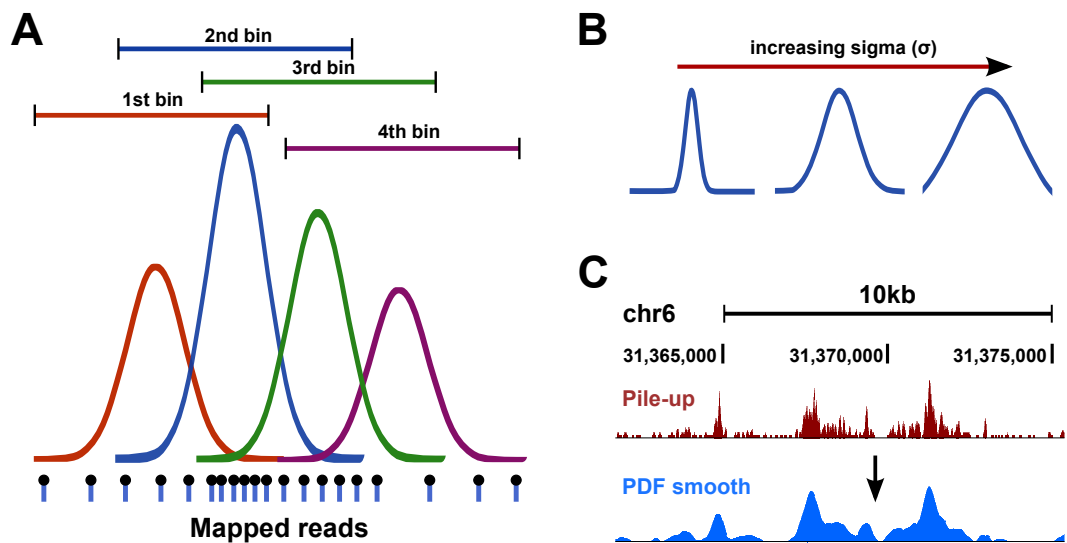 A
2nd bin
3rd bin
1st bin
4th bin
Mapped reads
B
increasing sigma (σ)
C
10kb
chr6
31,365,000 31,370,000 31,375,000
Pile-up
PDF smooth